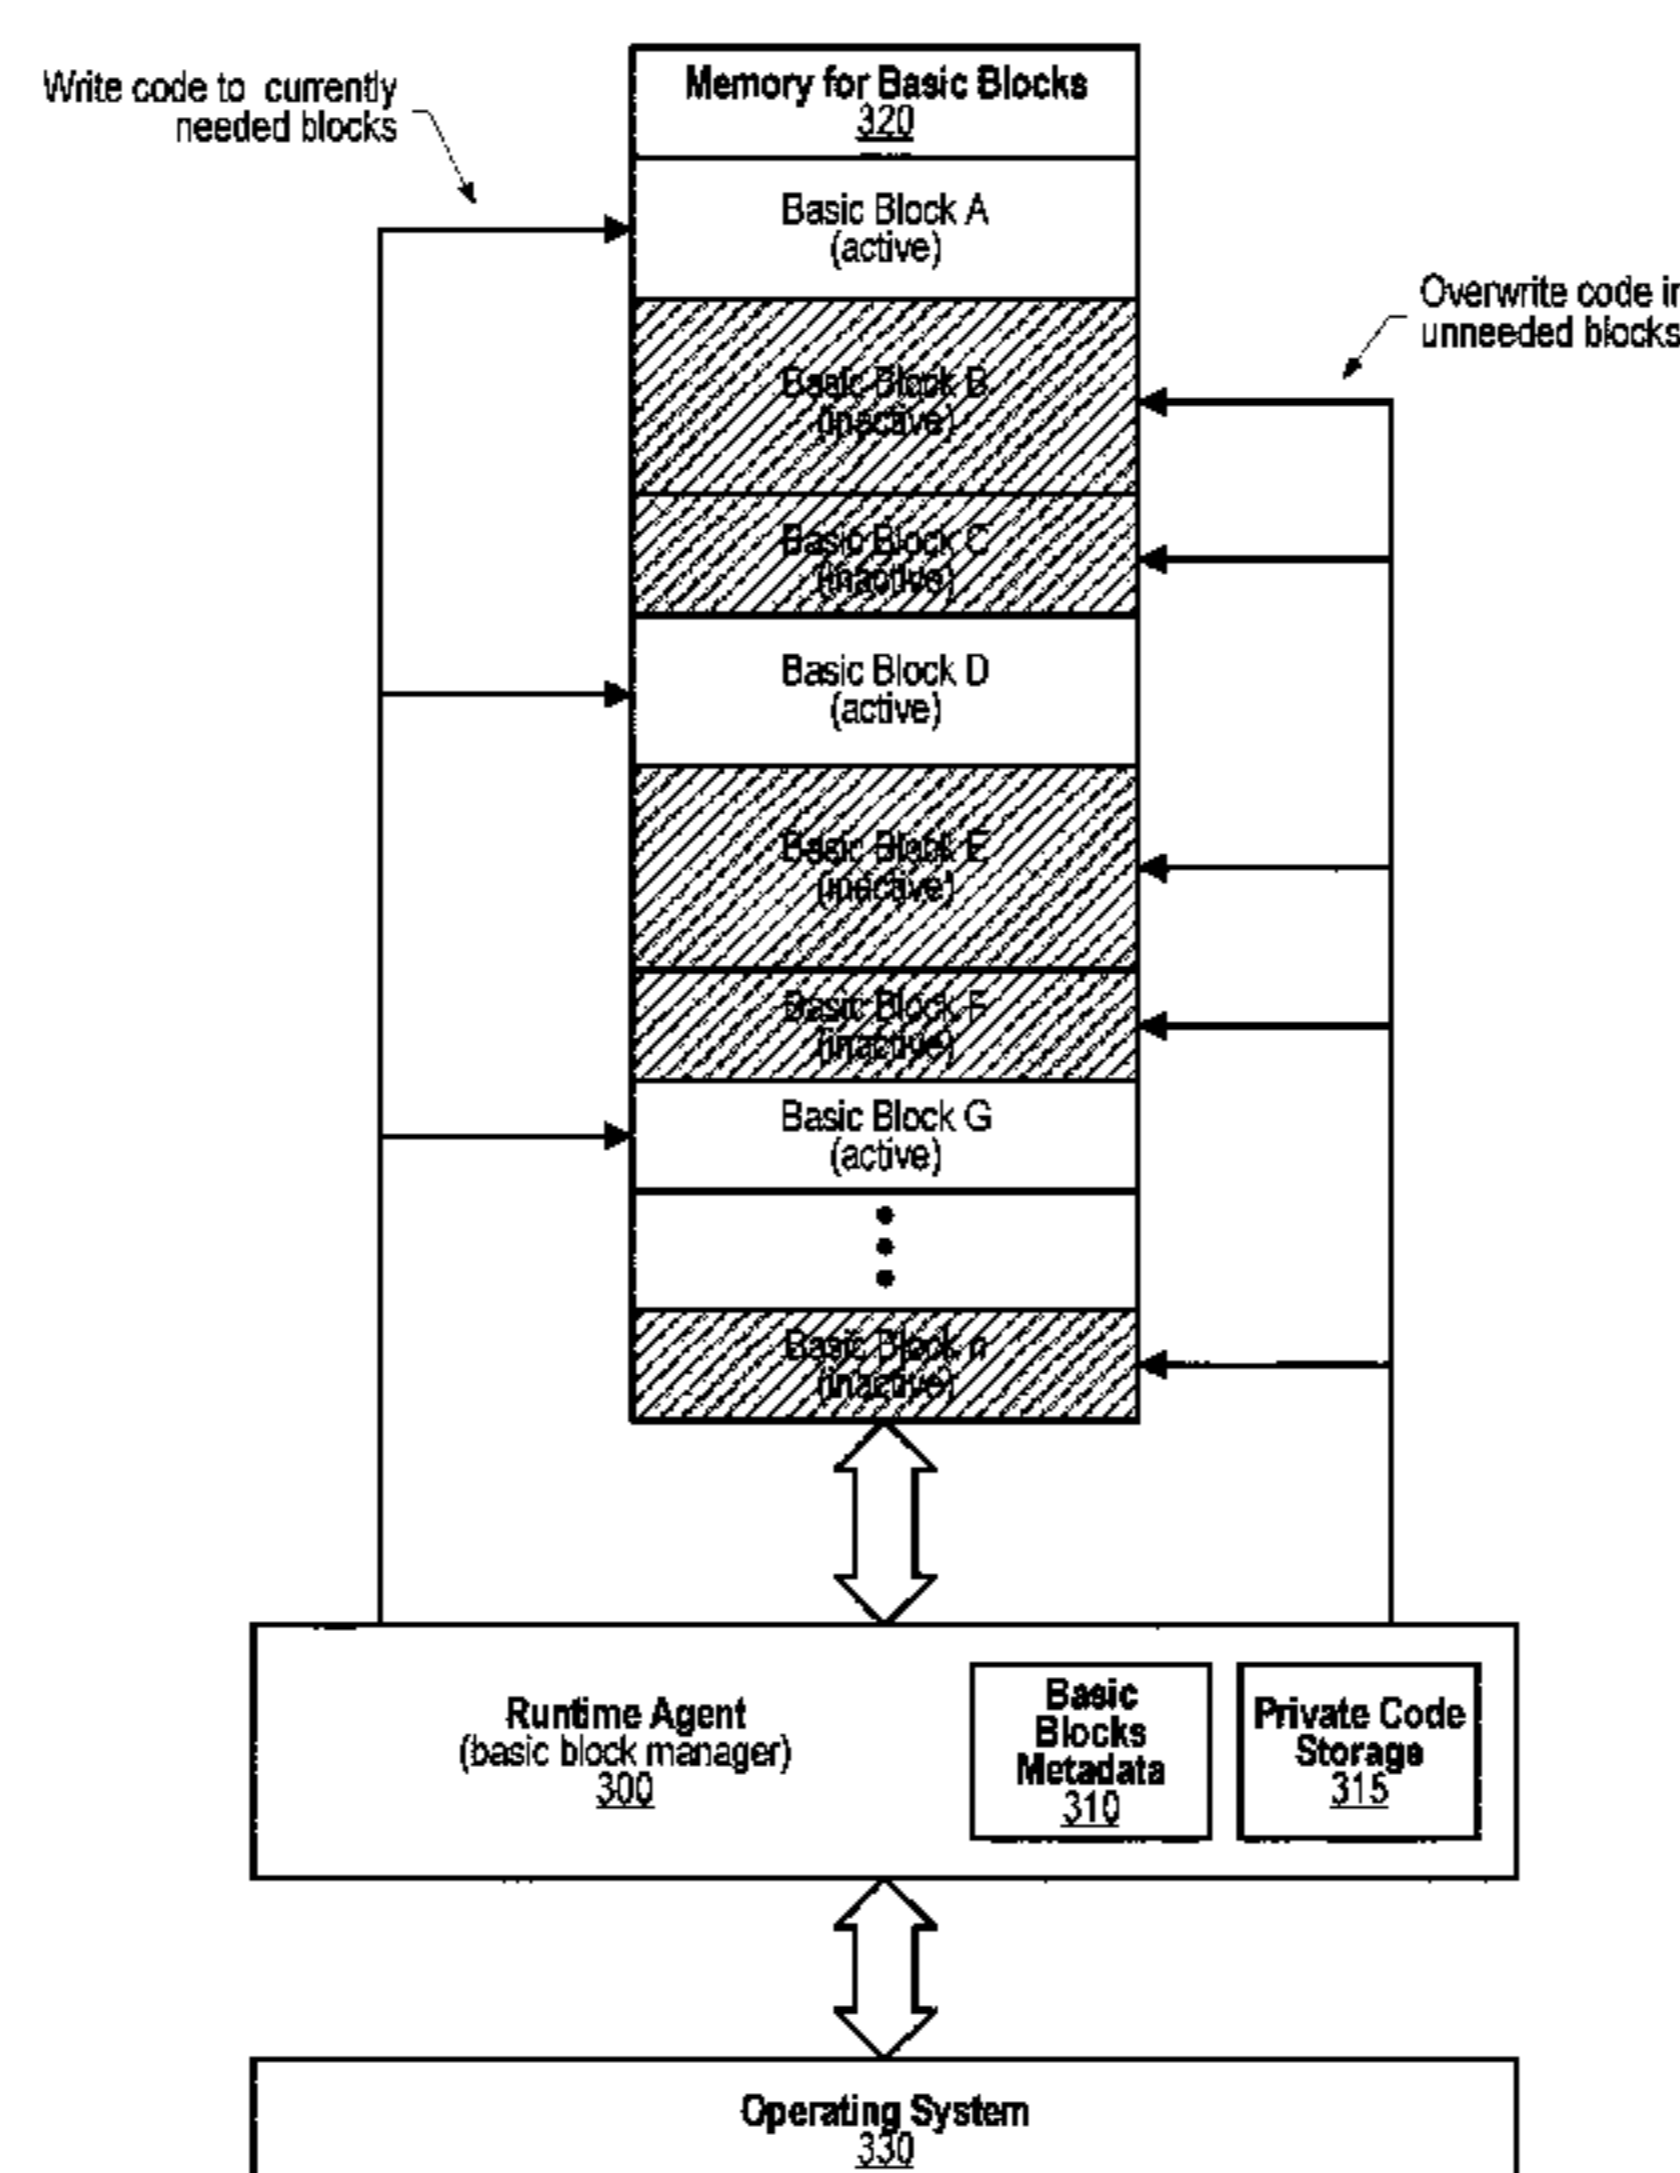 Write code to currently
needed blocks
Memory for Basic Blocks
320
Basic Block A
(active)
Overwrite code in
unneeded blocks
Basic Block B
(inactive)
Basic Block C
(inactive)
Basic Block D
(active)
Basic Block E
(inactive)
Basic Block F
(inactive)
Basic Block G
(active)
Basic Block n
(inactive)
Runtime Agent
(basic block manager)
300
Basic
Blocks
Metadata
310
Private Code
Storage
315
Operating System
330